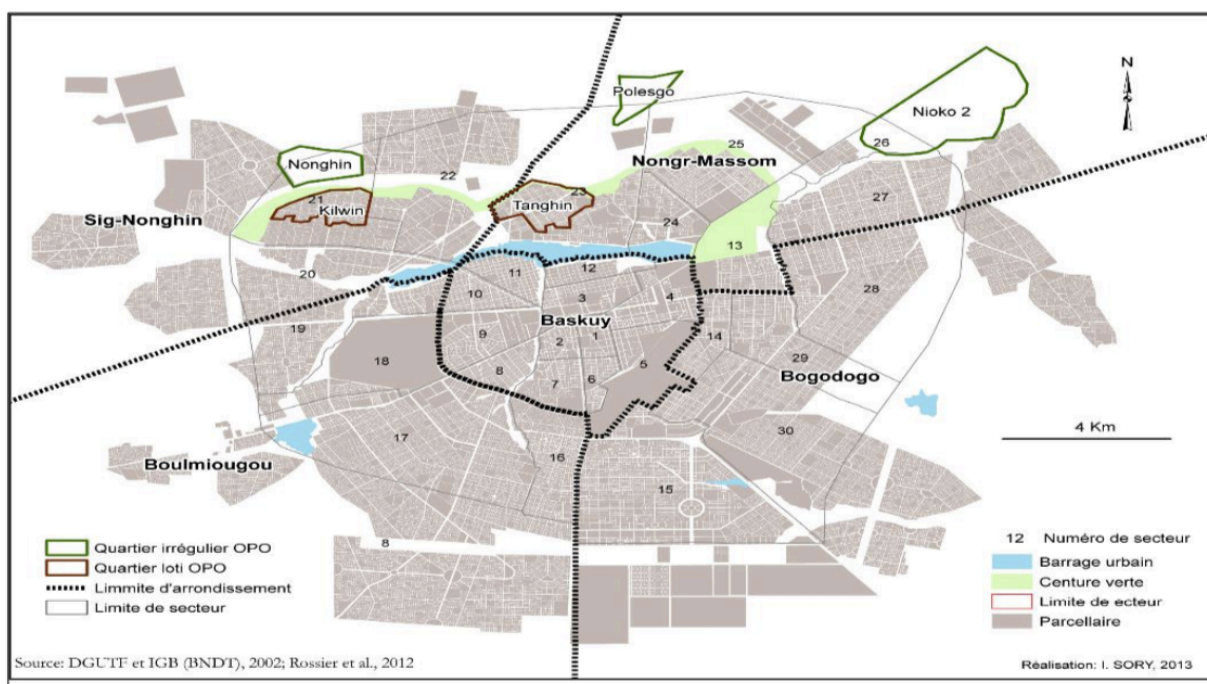 N
Polesgo
Nioko 2
26
25
Nonghin
Nongr-Massom
22
27
21
23
Kilwin
Tanghin
Sig-Nonghin
24
13
20
11
12
28
10
3
4
19
Baskuy
9
2
1
14
18
5
29
8
7
6
Bogodogo
30
4 Km
17
16
Boulmiougou
15
8
Quartier irrégulier OPO
Quartier loti OPO
Limmite d'arrondissement
Limite de secteur
12 Numéro de secteur
Barrage urbain
Centure verte
Limite de ecteur
Parcellaire
Source: DGUTF et IGB (BNDT), 2002; Rossier et al., 2012
Réalisation: I. SORY, 2013